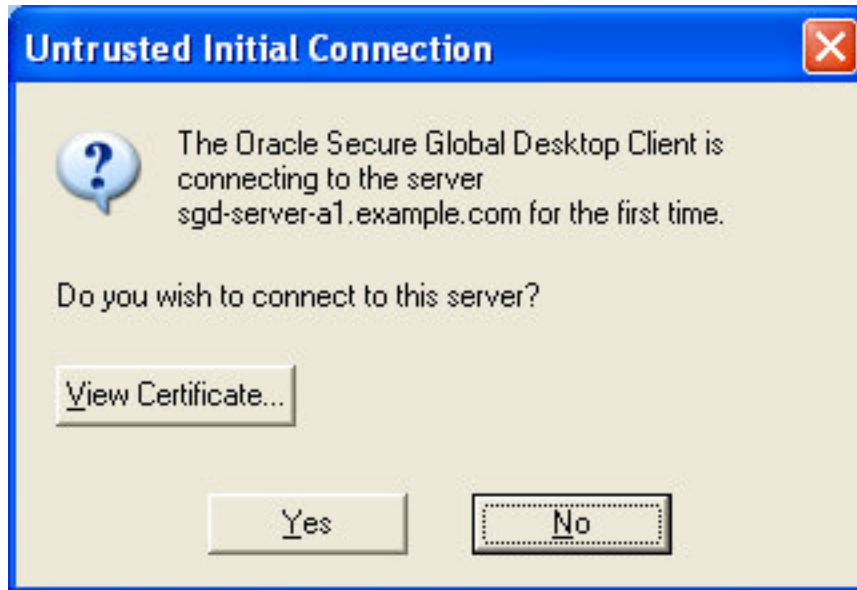 Untrusted Initial Connection
?
The Oracle Secure Global Desktop Client is
connecting to the server
sgd-server-a1.example.com for the first time.
Do you wish to connect to this server?
View Certificate...
Yes No